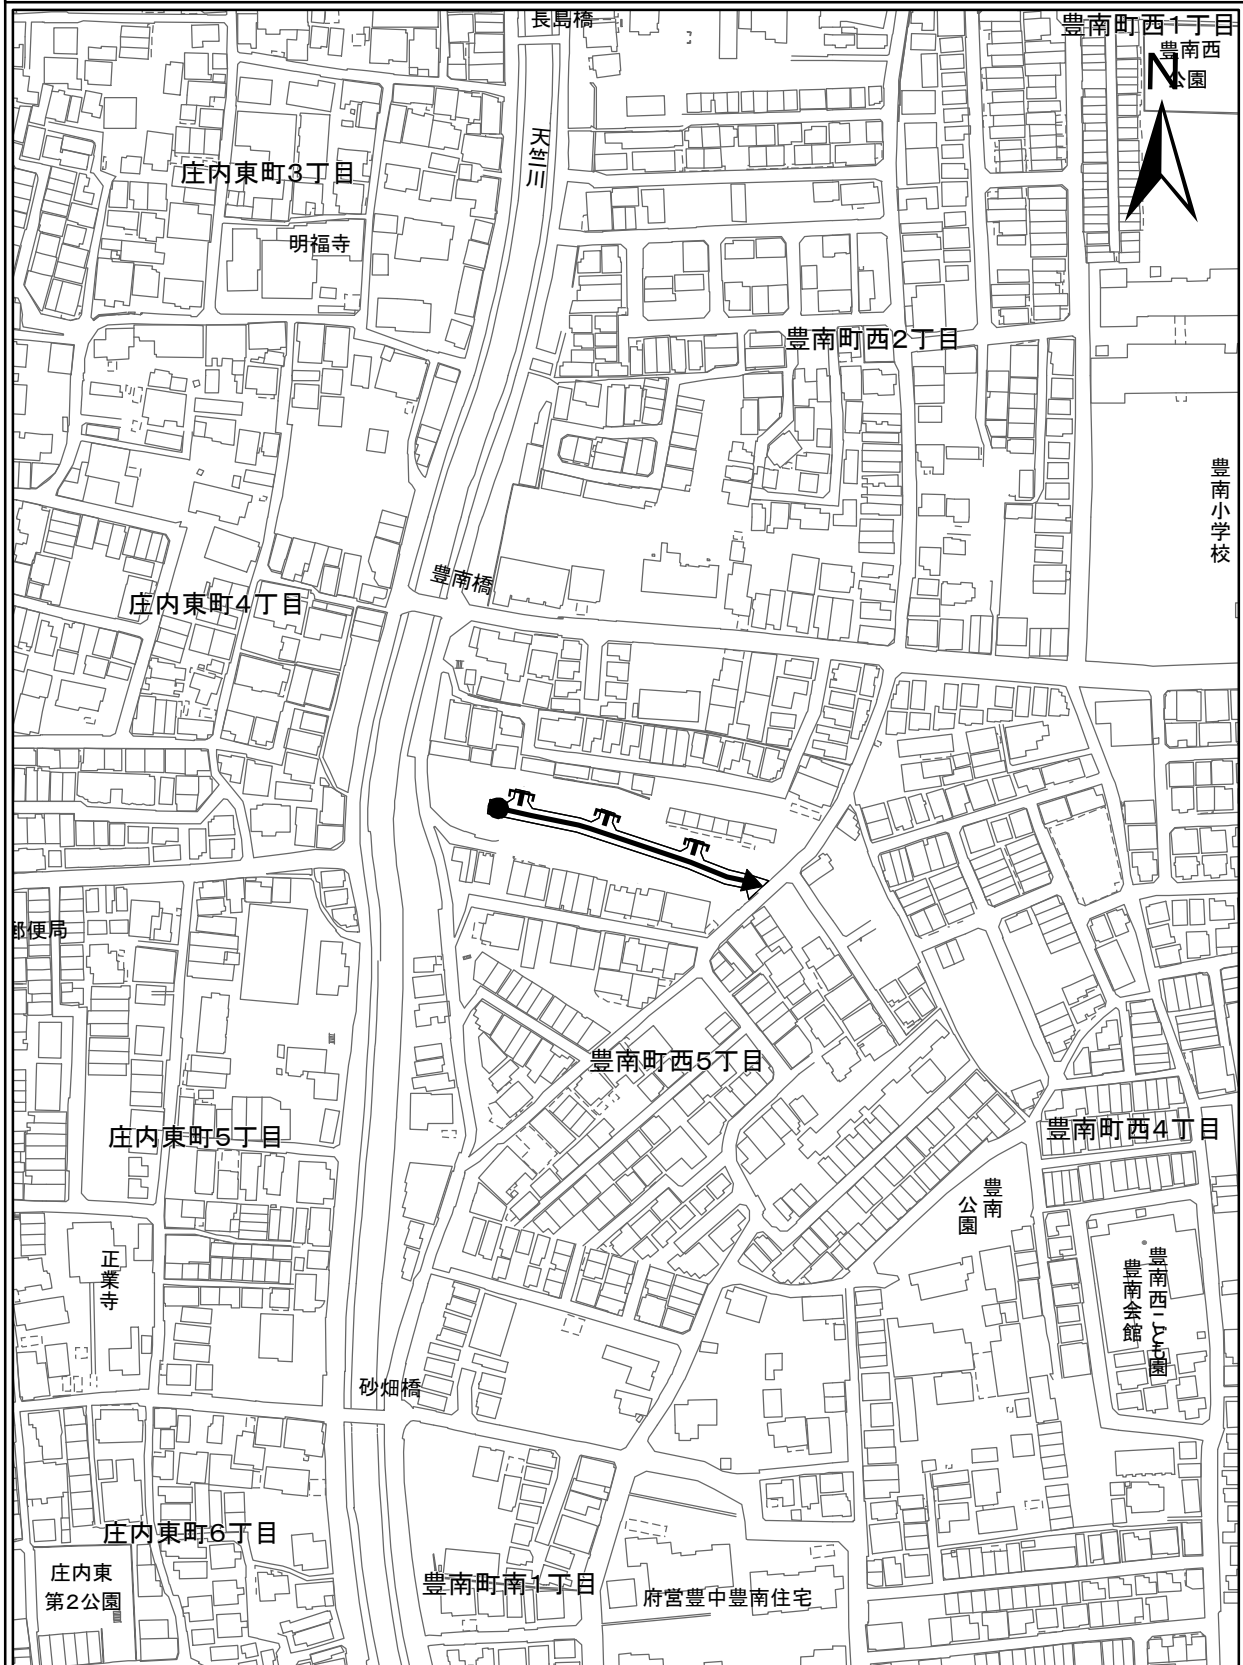 長島橋
豊南町西1丁目
豊南西
公園
N
天竺川
庄内東町3丁目
明福寺
豊南町西2丁目
豊南小学校
豊南橋
庄内東町4丁目
郵便局
豊南町西5丁目
庄内東町5丁目
豊南町西4丁目
豊南
公園
正業寺
豊南西こども園
豊南会館
砂畑橋
庄内東町6丁目
庄内東
第2公園
豊南町南1丁目
府営豊中豊南住宅